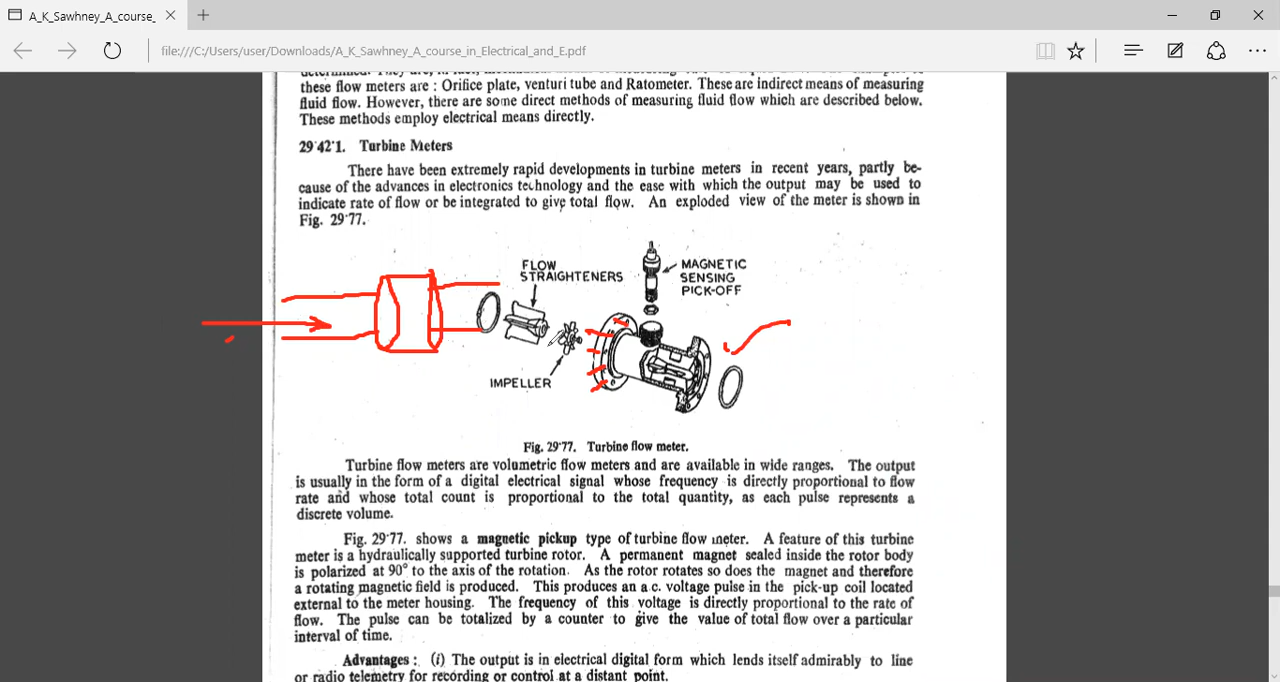 A_K_Sawhney_A_course_
file:///C:/Users/user/Downloads/A_K_Sawhney_A_course_in_Electrical_and_E.pdf
these flow meters are : Orifice plate, venturi tube and Ratometer. These are indirect means of measuring
fluid flow. However, there are some direct methods of measuring fluid flow which are described below.
These methods employ electrical means directly.
29·42·1. Turbine Meters
There have been extremely rapid developments in turbine meters in recent years, partly be-
cause of the advances in electronics technology and the ease with which the output may be used to
indicate rate of flow or be integrated to give total flow. An exploded view of the meter is shown in
Fig. 29·77.
FLOW
STRAIGHTENERS
MAGNETIC
SENSING
PICK-OFF
IMPELLER
Fig. 29·77. Turbine flow meter.
Turbine flow meters are volumetric flow meters and are available in wide ranges. The output
is usually in the form of a digital electrical signal whose frequency is directly proportional to flow
rate and whose total count is proportional to the total quantity, as each pulse represents a
discrete volume.
Fig. 29·77. shows a magnetic pickup type of turbine flow meter. A feature of this turbine
meter is a hydraulically supported turbine rotor. A permanent magnet sealed inside the rotor body
is polarized at 90° to the axis of the rotation. As the rotor rotates so does the magnet and therefore
a rotating magnetic field is produced. This produces an a c. voltage pulse in the pick-up coil located
external to the meter housing. The frequency of this voltage is directly proportional to the rate of
flow. The pulse can be totalized by a counter to give the value of total flow over a particular
interval of time.
Advantages : (i) The output is in electrical digital form which lends itself admirably to line
or radio telemetry for recording or control at a distant point.